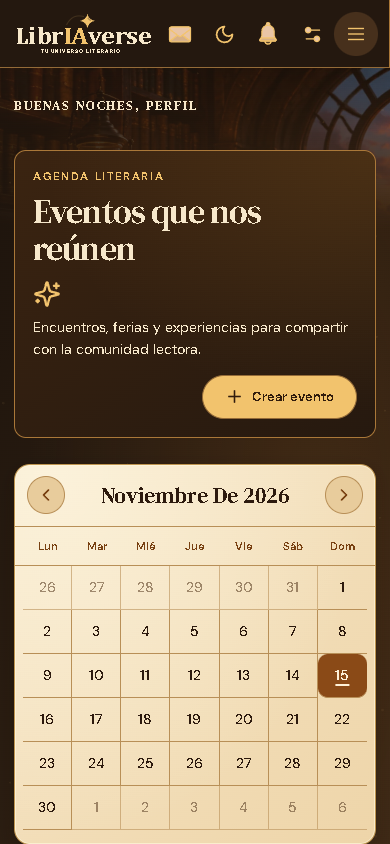 LibrIAverse
TU UNIVERSO LITERARIO
BUENAS NOCHES, PERFIL
AGENDA LITERARIA
Eventos que nos
reúnen
Encuentros, ferias y experiencias para compartir
con la comunidad lectora.
Crear evento
Noviembre De 2026
Lun Mar Mié Jue Vie Sáb Dom
26 27 28 29 30 31 1
2 3 4 5 6 7 8
9 10 11 12 13 14 15
16 17 18 19 20 21 22
23 24 25 26 27 28 29
30 1 2 3 4 5 6